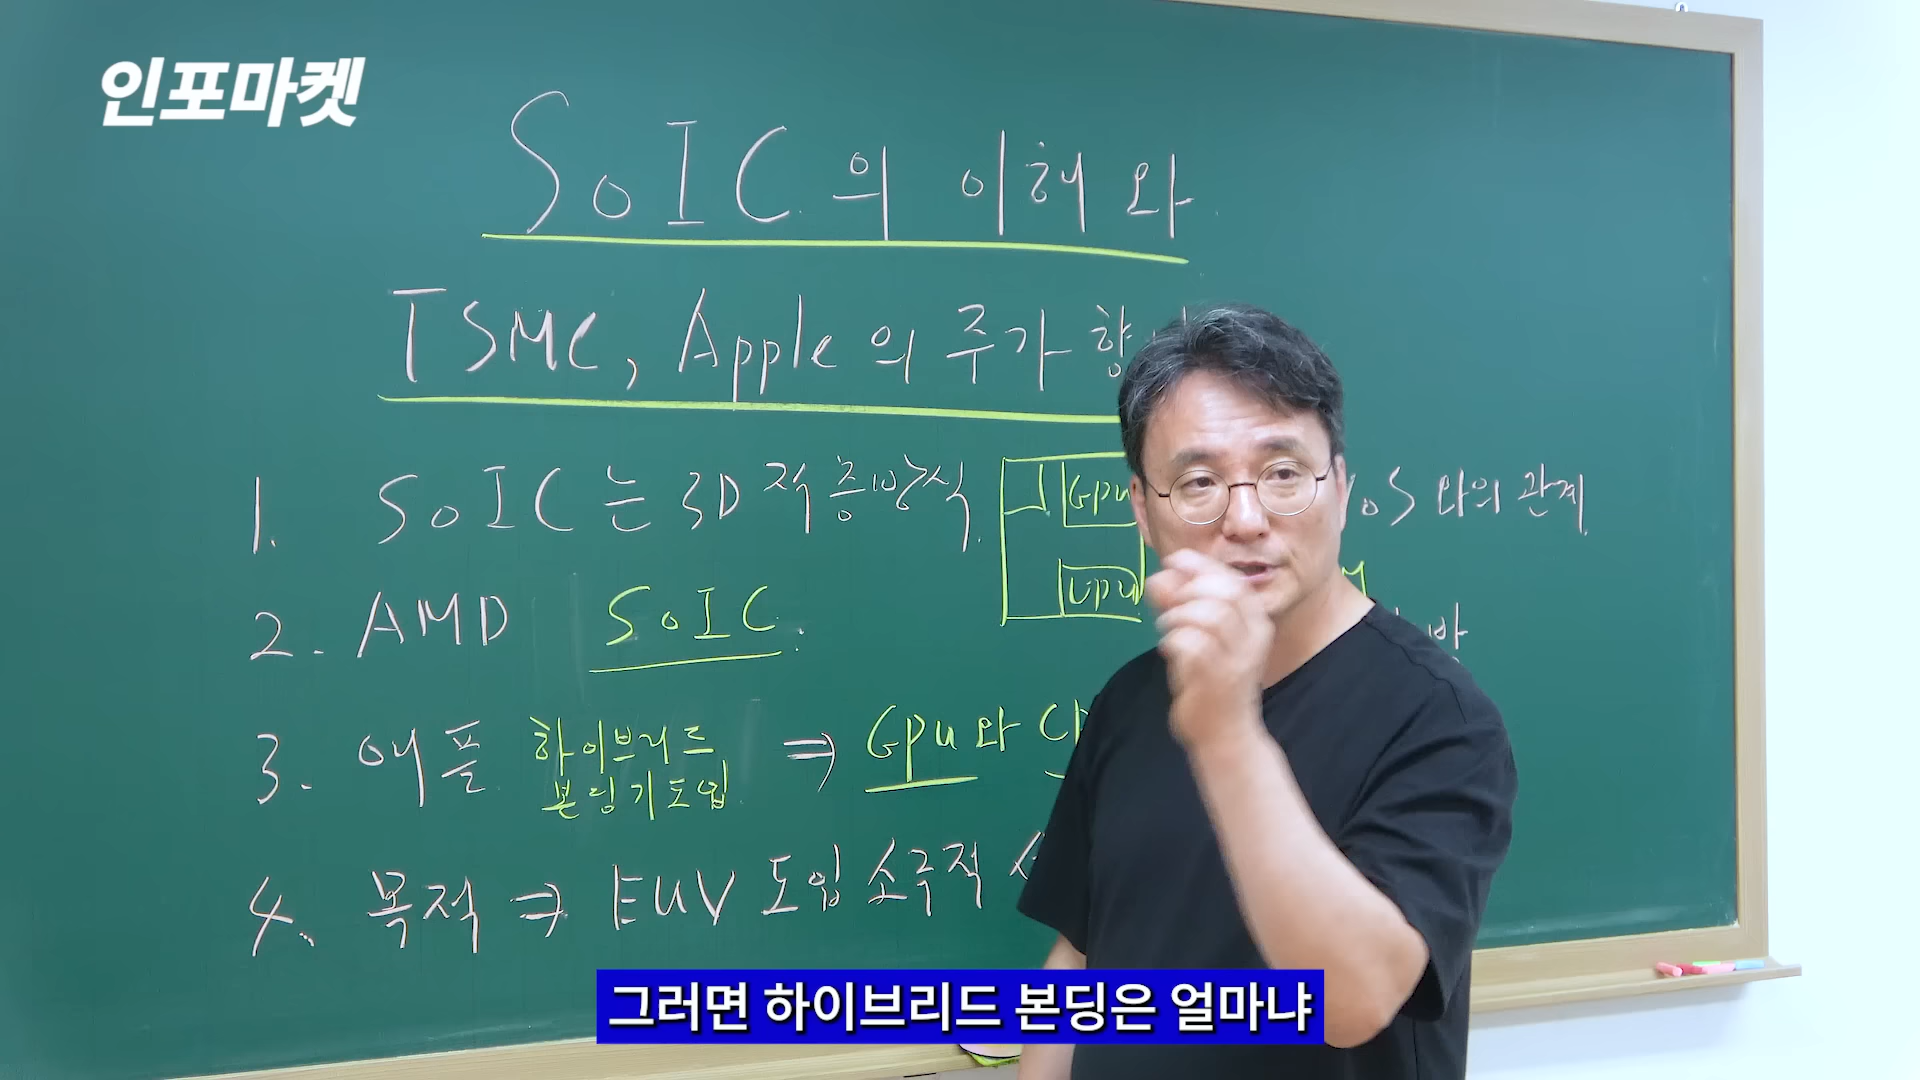 인포마켓
SoIC의 이해와
TSMC, Apple의 주가 향
1. SoIC는 3D 적층방식 GPU oS 와의 관계
CPU
2. AMD SoIC.
3. 애플 하이브리드 ⇒ GPU와
본딩기도입
4. 목적 ⇒ EUV 도입 소극적
그러면 하이브리드 본딩은 얼마냐